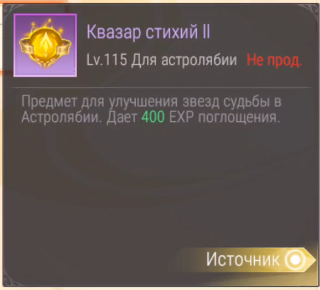 Квазар стихий II
Lv.115 Для астролябии Не прод.
Предмет для улучшения звезд судьбы в
Астролябии. Дает 400 EXP поглощения.
Источник